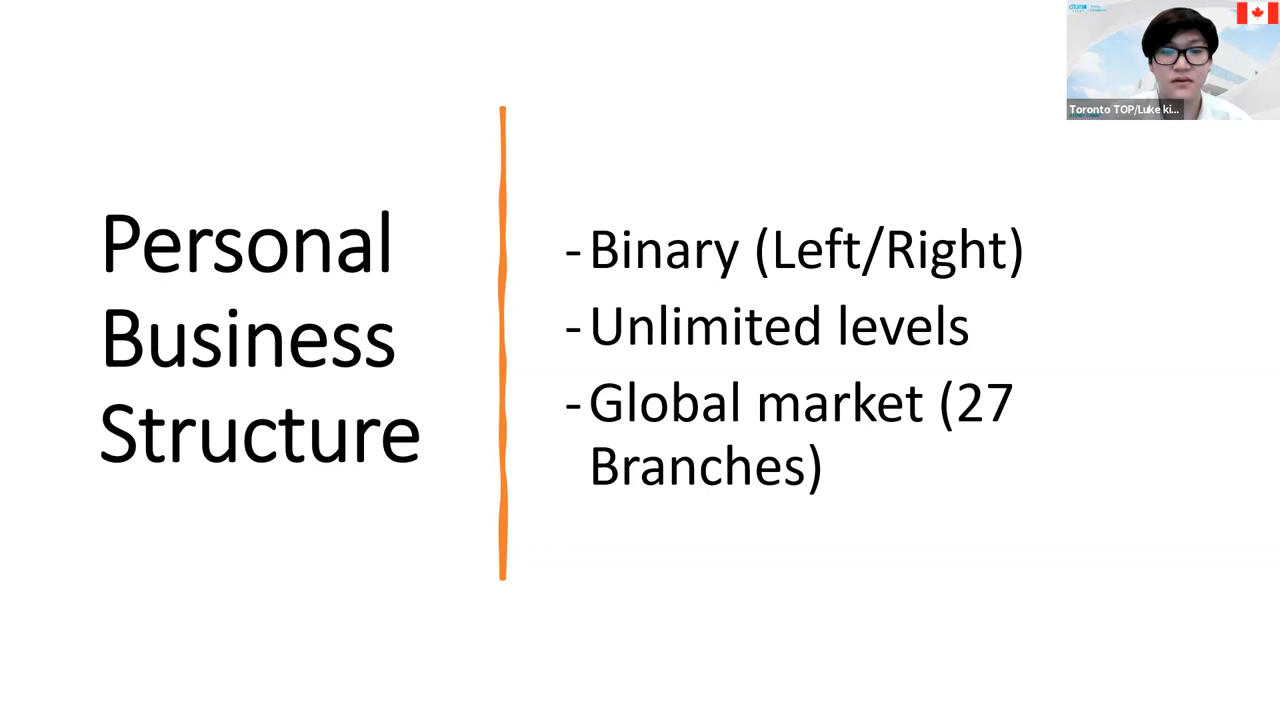 Personal
Business
Structure
- Binary (Left/Right)
- Unlimited levels
- Global market (27
Branches)
Toronto TOP/Luke ki...